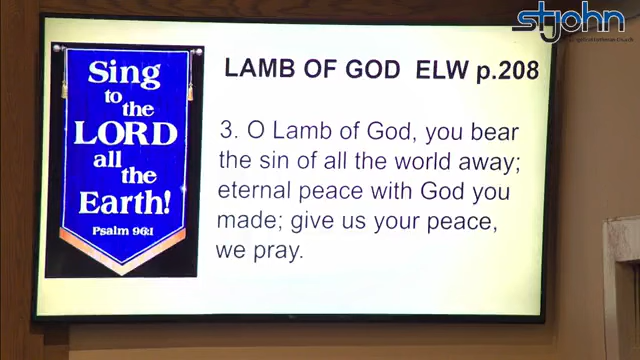 stjohn
Sing
to the
LORD
all
the
Earth!
Psalm 96:1
LAMB OF GOD ELW p.208
3. O Lamb of God, you bear
the sin of all the world away;
eternal peace with God you
made; give us your peace,
we pray.